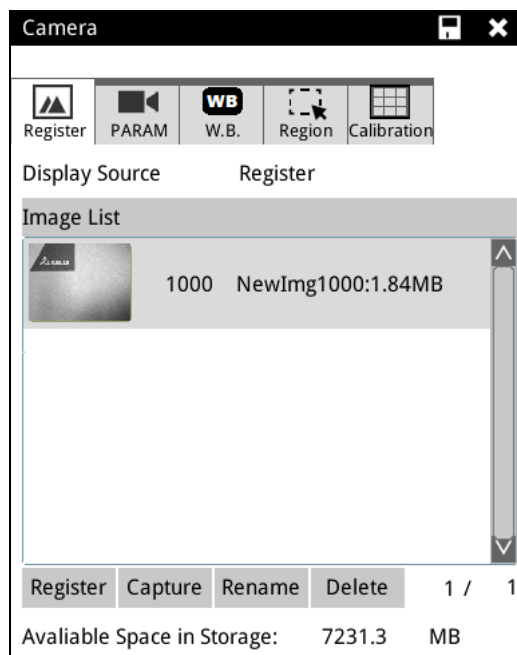 Camera
Register PARAM W.B. Region Calibration
WB
Display Source Register
Image List
1000 NewImg1000:1.84MB
Register Capture Rename Delete 1 / 1
Avaliable Space in Storage: 7231.3 MB